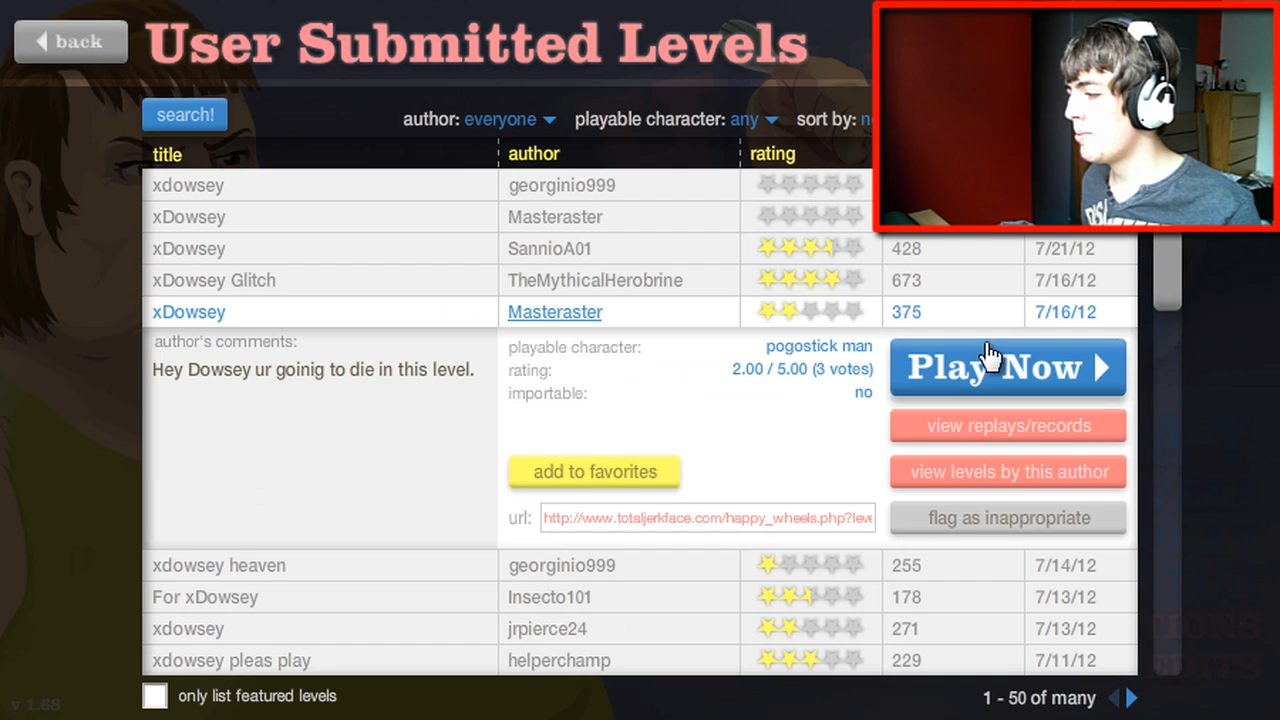 back
User Submitted Levels
search!
author: everyone playable character: any sort by:
title author rating
xdowsey georginio999
xDowsey Masteraster
xDowsey SannioA01 428 7/21/12
xDowsey Glitch TheMythicalHerobrine 673 7/16/12
xDowsey Masteraster 375 7/16/12
author's comments:
Hey Dowsey ur goinig to die in this level.
playable character: pogostick man
rating: 2.00 / 5.00 (3 votes)
importable: no
Play Now
view replays/records
add to favorites
view levels by this author
url: http://www.totaljerkface.com/happy_wheels.php?leve
flag as inappropriate
xdowsey heaven georginio999 255 7/14/12
For xDowsey Insecto101 178 7/13/12
xdowsey jrpierce24 271 7/13/12
xdowsey pleas play helperchamp 229 7/11/12
only list featured levels
1 - 50 of many
v 1.68